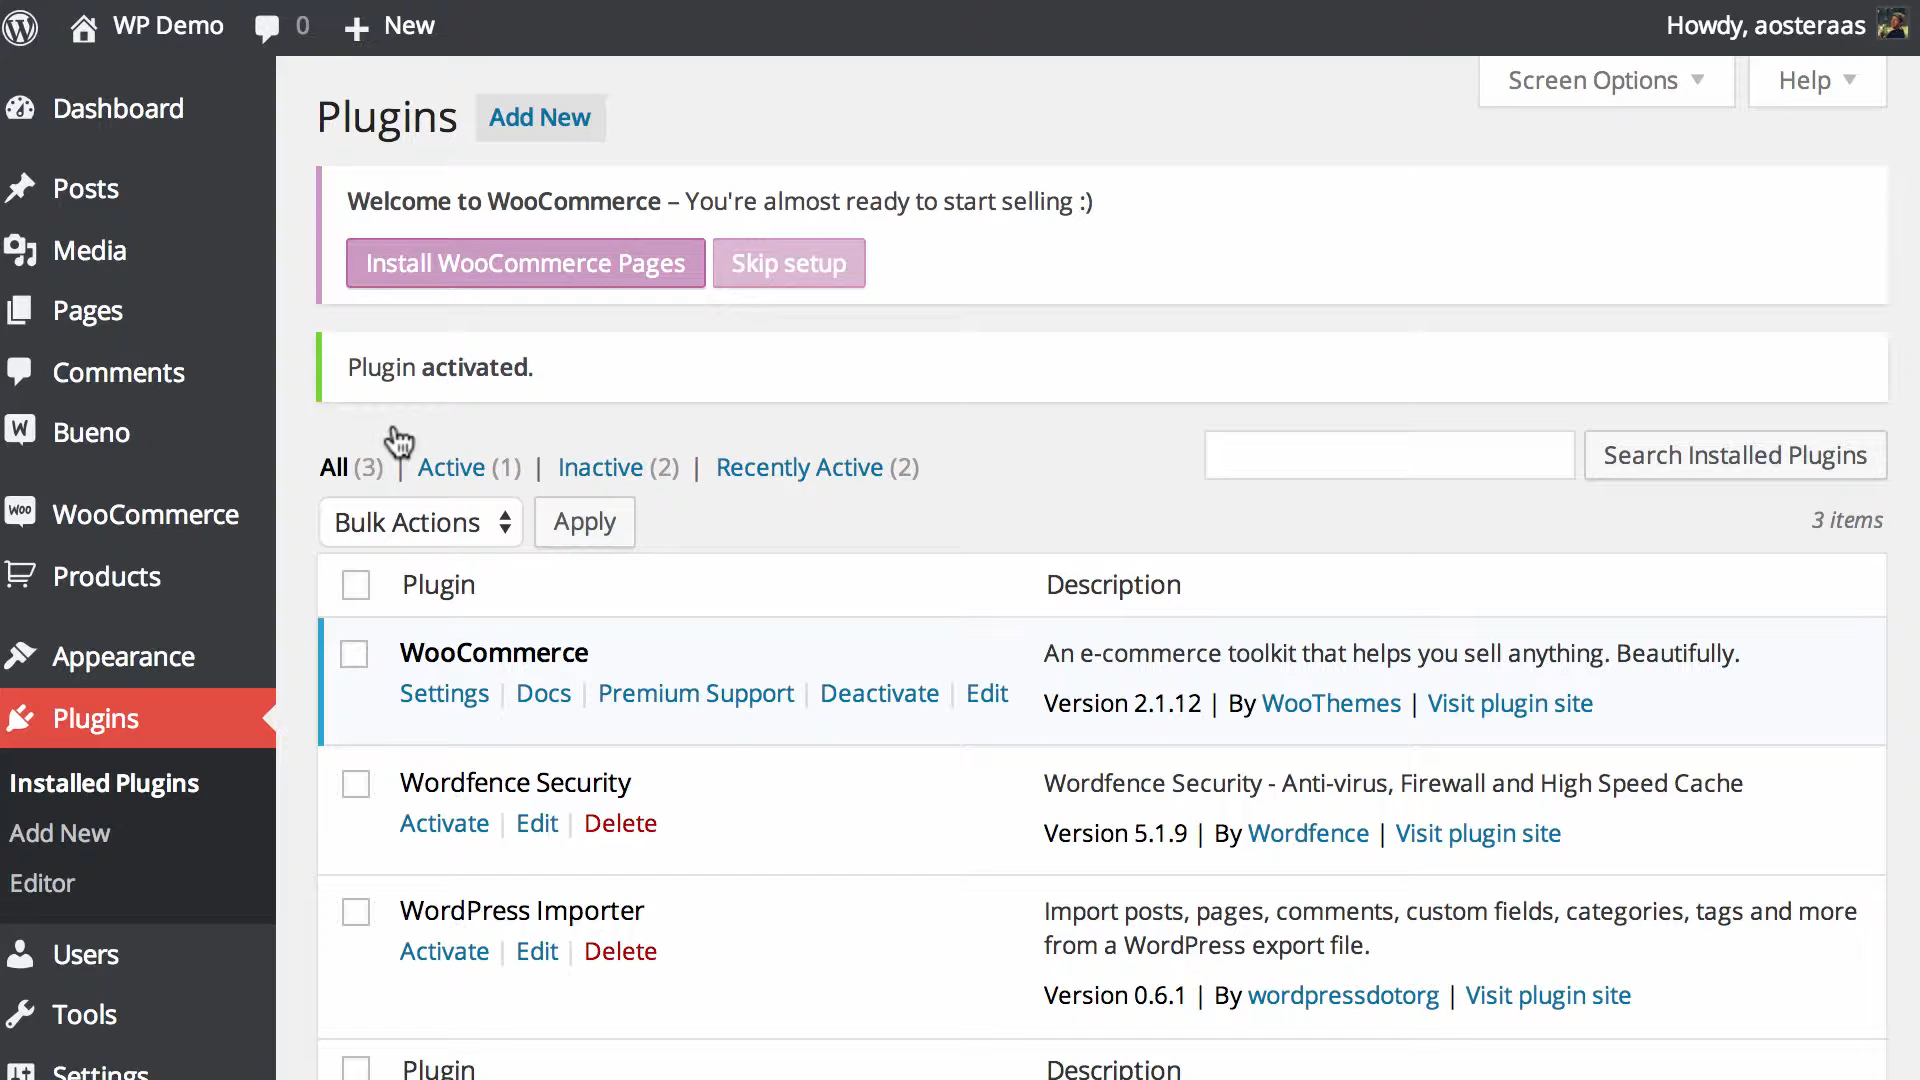 WP Demo 0 New Howdy, aosteraas
Screen Options Help
Dashboard
Posts
Media
Pages
Comments
Bueno
WooCommerce
Products
Appearance
Plugins
Installed Plugins
Add New
Editor
Users
Tools
Settings
Plugins Add New
Welcome to WooCommerce – You're almost ready to start selling :)
Install WooCommerce Pages Skip setup
Plugin activated.
All (3) | Active (1) | Inactive (2) | Recently Active (2)
Search Installed Plugins
Bulk Actions Apply
3 items
Plugin Description
WooCommerce
Settings | Docs | Premium Support | Deactivate | Edit
An e-commerce toolkit that helps you sell anything. Beautifully.
Version 2.1.12 | By WooThemes | Visit plugin site
Wordfence Security
Activate | Edit | Delete
Wordfence Security - Anti-virus, Firewall and High Speed Cache
Version 5.1.9 | By Wordfence | Visit plugin site
WordPress Importer
Activate | Edit | Delete
Import posts, pages, comments, custom fields, categories, tags and more
from a WordPress export file.
Version 0.6.1 | By wordpressdotorg | Visit plugin site
Plugin Description